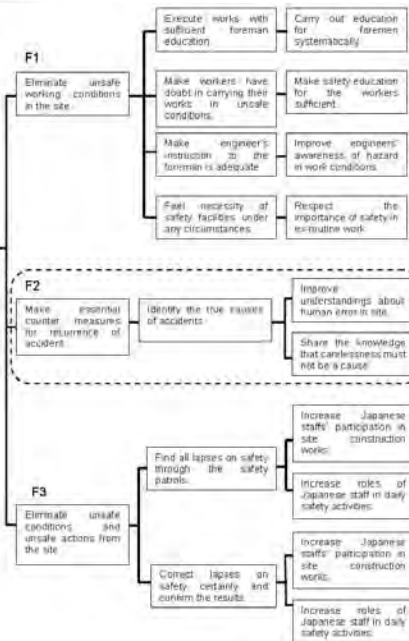 F1
Eliminate unsafe
working conditions
in the site.
Execute works with
sufficient foreman
education.
Carry out education
for foremen
systematically.
Make workers have
doubt in carrying their
works in unsafe
conditions.
Make safety education
for the workers
sufficient.
Make engineer's
instruction to the
foreman is adequate
Improve engineers'
awareness of hazard
in work conditions.
Feel necessity of
safety facilities under
any circumstances.
Respect the
importance of safety in
ex-routine work.
F2
Make essential
counter measures
for recurrence of
accident.
Identify the true causes
of accidents.
Improve
understandings about
human error in site.
Share the knowledge
that carelessness must
not be a cause.
F3
Eliminate unsafe
conditions and
unsafe actions from
the site.
Find all lapses on safety
through the safety
patrols.
Increase Japanese
staffs' participation in
site construction
works.
Increase roles of
Japanese staff in daily
safety activities.
Correct lapses on
safety certainly and
confirm the results.
Increase Japanese
staffs' participation in
site construction
works.
Increase roles of
Japanese staff in daily
safety activities.